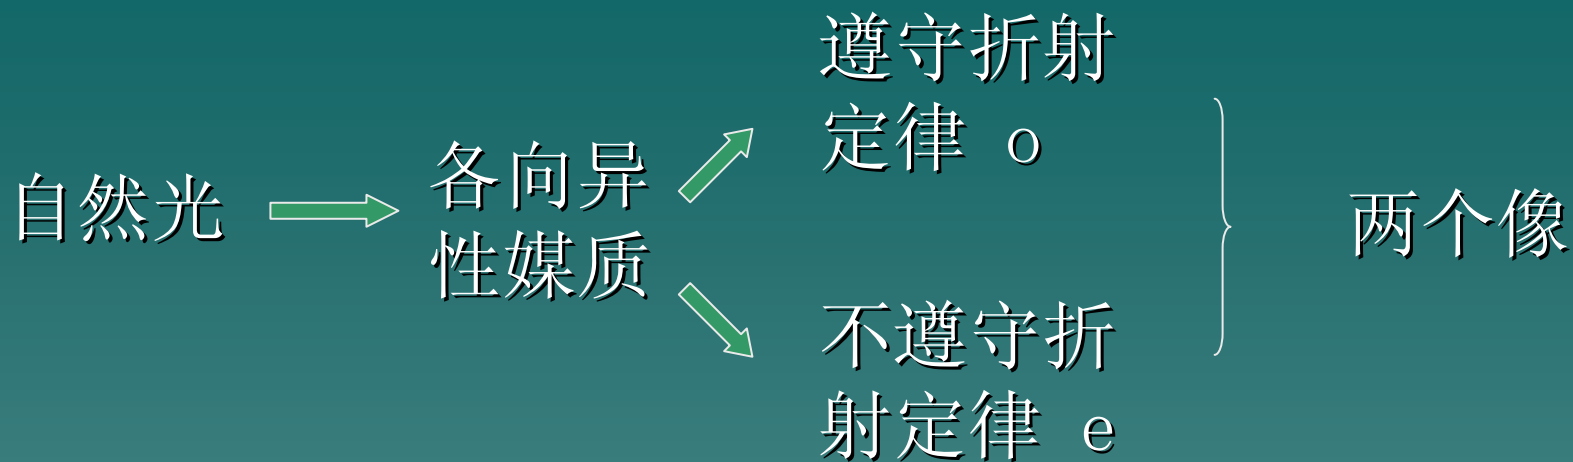 自然光
各向异
性媒质
遵守折射
定律 o
不遵守折
射定律 e
两个像